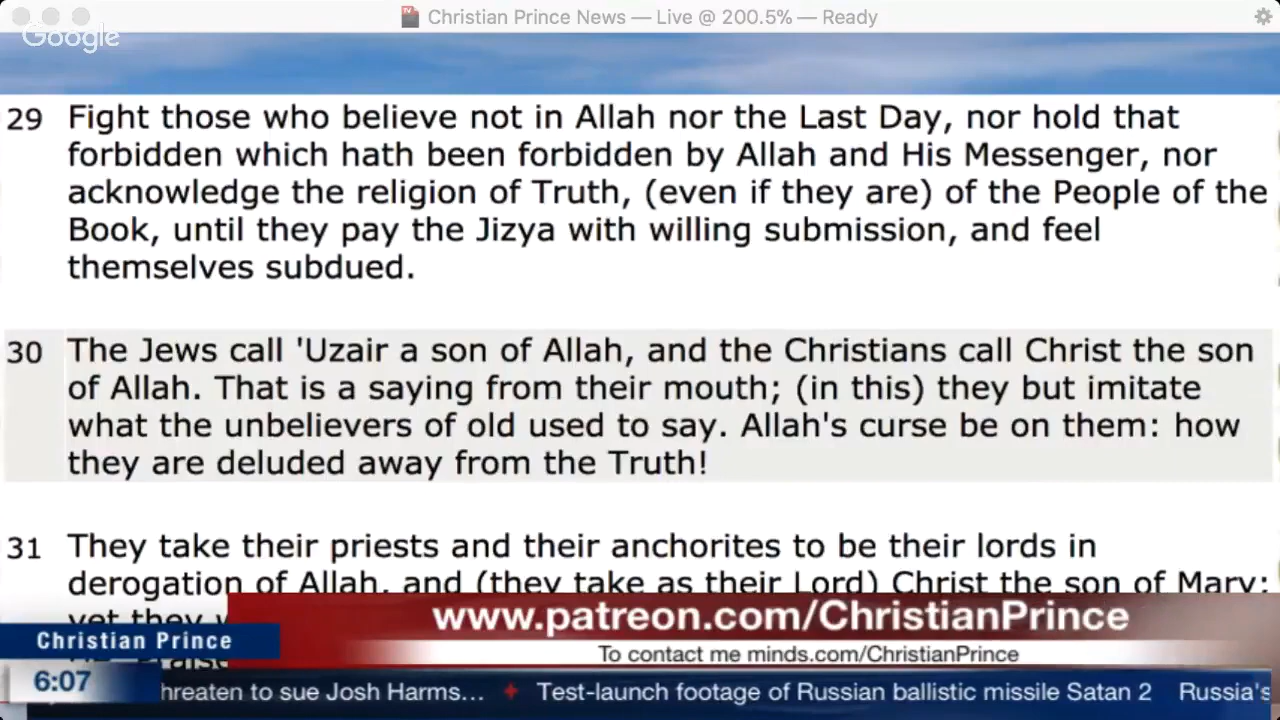 Christian Prince News — Live @ 200.5% — Ready
Google
29 Fight those who believe not in Allah nor the Last Day, nor hold that
forbidden which hath been forbidden by Allah and His Messenger, nor
acknowledge the religion of Truth, (even if they are) of the People of the
Book, until they pay the Jizya with willing submission, and feel
themselves subdued.
30 The Jews call 'Uzair a son of Allah, and the Christians call Christ the son
of Allah. That is a saying from their mouth; (in this) they but imitate
what the unbelievers of old used to say. Allah's curse be on them: how
they are deluded away from the Truth!
31 They take their priests and their anchorites to be their lords in
derogation of Allah, and (they take as their Lord) Christ the son of Mary;
yet they
www.patreon.com/ChristianPrince
Christian Prince
To contact me minds.com/ChristianPrince
6:07
hreaten to sue Josh Harms... Test-launch footage of Russian ballistic missile Satan 2 Russia's